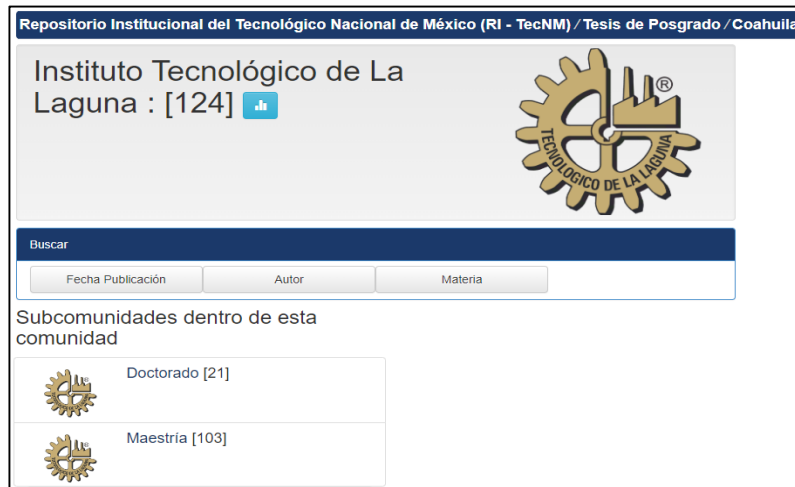 Repositorio Institucional del Tecnológico Nacional de México (RI - TecNM) ∕ Tesis de Posgrado ∕ Coahuila
Instituto Tecnológico de La
Laguna : [124]
®
TECNOLOGICO DE LA LAGUNA
Buscar
Fecha Publicación Autor Materia
Subcomunidades dentro de esta
comunidad
Doctorado [21]
Maestría [103]